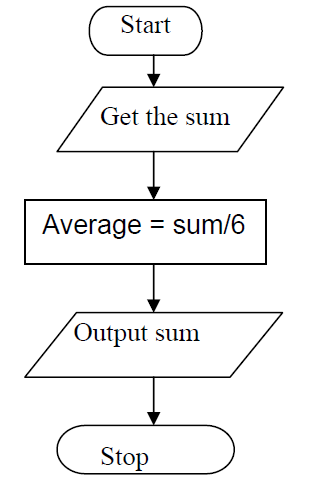 Start
Get the sum
Average = sum/6
Output sum
Stop